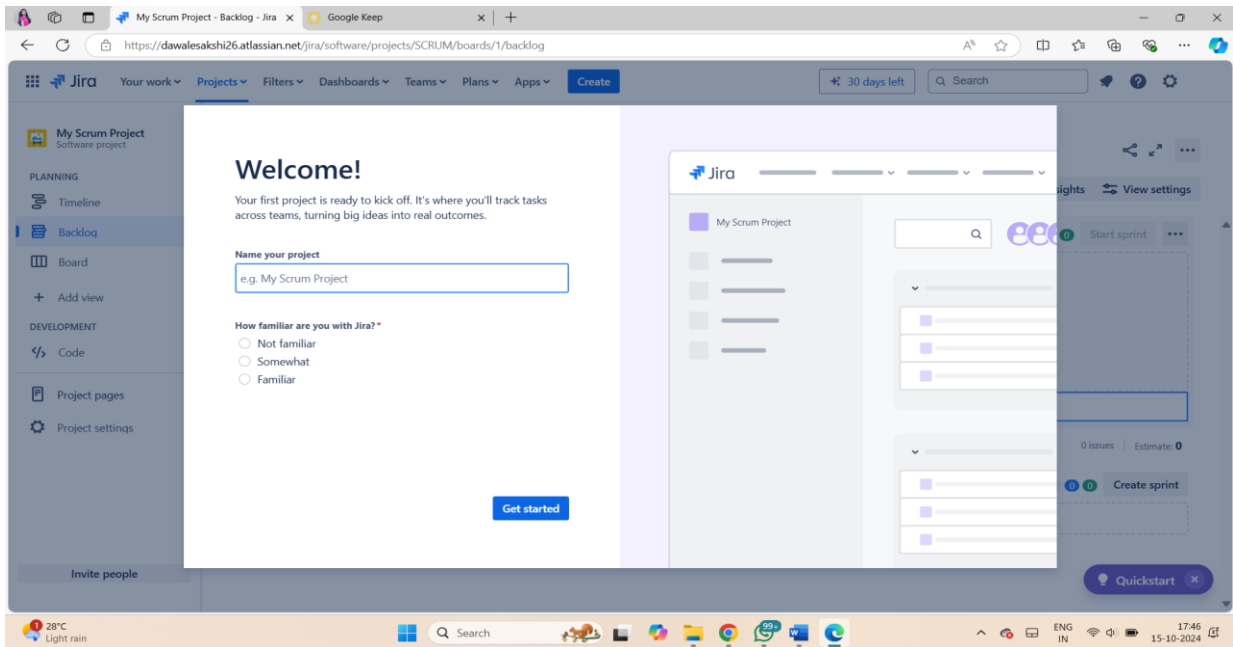 My Scrum Project - Backlog - Jira
Google Keep
https://dawalesakshi26.atlassian.net/jira/software/projects/SCRUM/boards/1/backlog
Jira Your work Projects Filters Dashboards Teams Plans Apps Create 30 days left Search
My Scrum Project
Software project
PLANNING
Timeline
Backlog
Board
+ Add view
DEVELOPMENT
Code
Project pages
Project settings
Invite people
Welcome!
Your first project is ready to kick off. It's where you'll track tasks
across teams, turning big ideas into real outcomes.
Name your project
e.g. My Scrum Project
How familiar are you with Jira? *
Not familiar
Somewhat
Familiar
Get started
Jira
My Scrum Project
View settings
0 Start sprint
0 issues Estimate: 0
0 0 Create sprint
Quickstart
1
28°C
Light rain
Search
99+
ENG
IN
17:46
15-10-2024